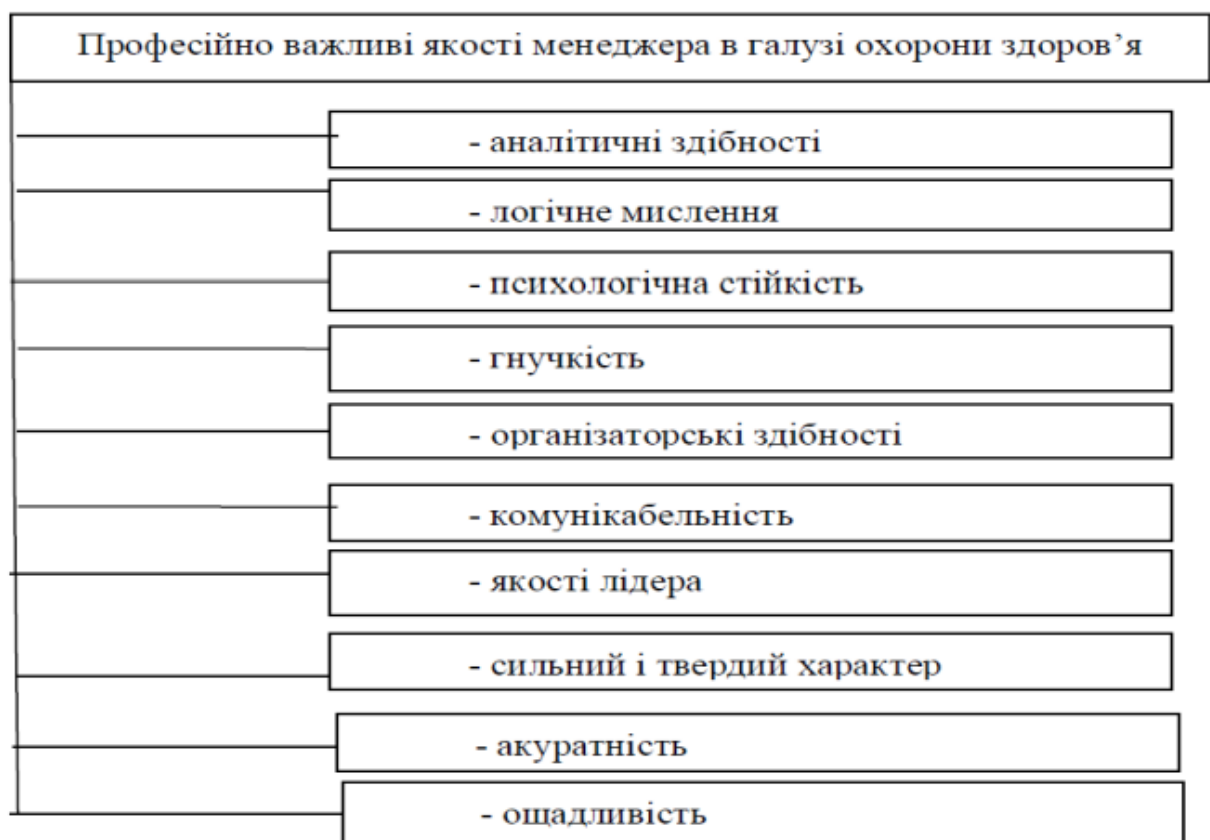 Професійно важливі якості менеджера в галузі охорони здоров’я
- аналітичні здібності
- логічне мислення
- психологічна стійкість
- гнучкість
- організаторські здібності
- комунікабельність
- якості лідера
- сильний і твердий характер
- акуратність
- ощадливість